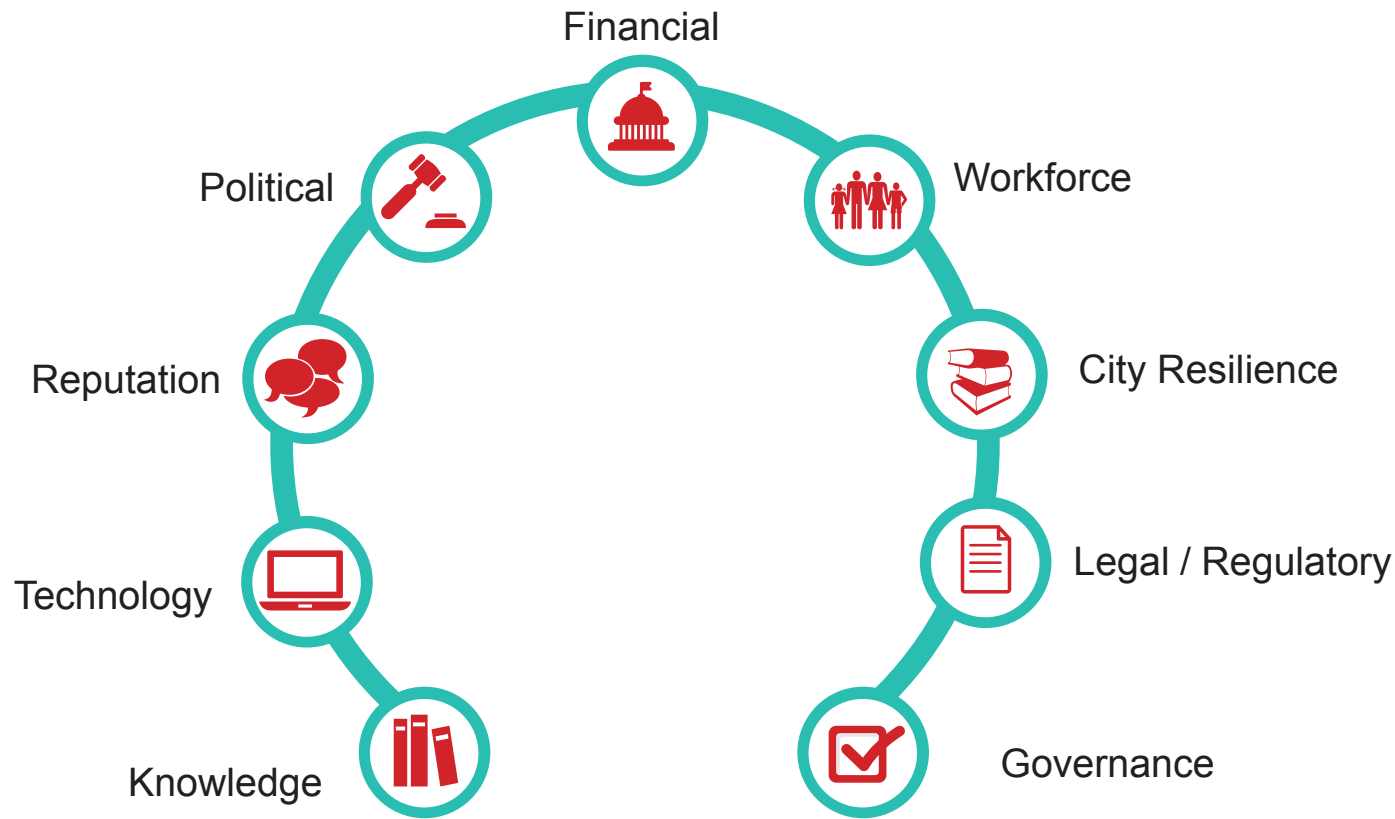 Financial
Political
Workforce
Reputation
City Resilience
Technology
Legal / Regulatory
Knowledge
Governance